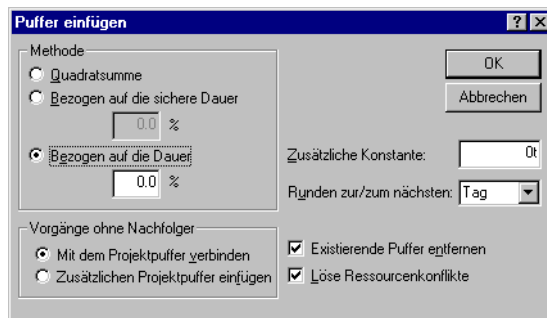 Puffer einfügen
Methode
Quadratsumme
Bezogen auf die sichere Dauer
0.0 %
Bezogen auf die Dauer
0.0 %
OK
Abbrechen
Zusätzliche Konstante: 0t
Runden zur/zum nächsten: Tag
Vorgänge ohne Nachfolger
Mit dem Projektpuffer verbinden
Zusätzlichen Projektpuffer einfügen
Existierende Puffer entfernen
Löse Ressourcenkonflikte